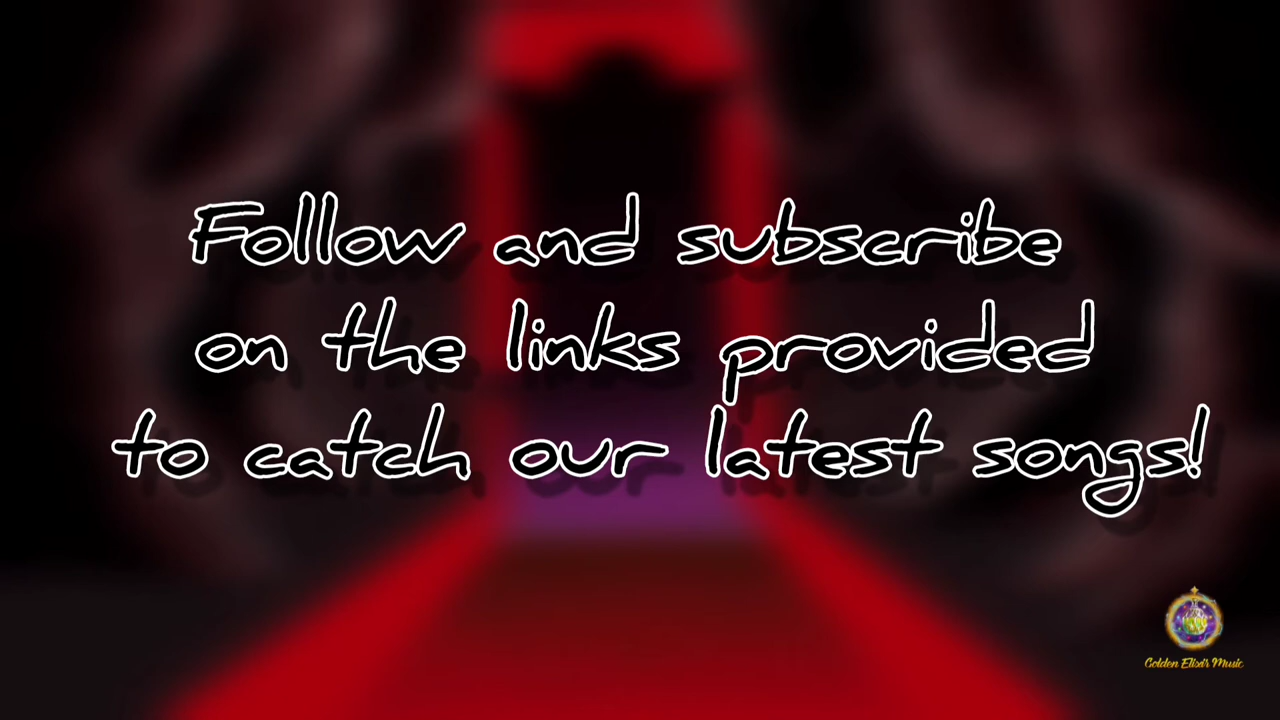 Follow and subscribe
on the links provided
to catch our latest songs!
Golden Elixir Music